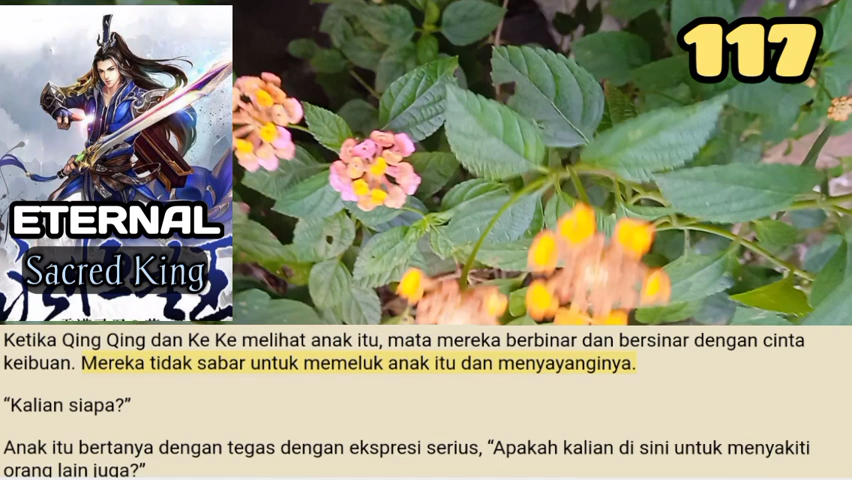 117
ETERNAL
Sacred King
Ketika Qing Qing dan Ke Ke melihat anak itu, mata mereka berbinar dan bersinar dengan cinta
keibuan. Mereka tidak sabar untuk memeluk anak itu dan menyayanginya.
“Kalian siapa?”
Anak itu bertanya dengan tegas dengan ekspresi serius, “Apakah kalian di sini untuk menyakiti
orang lain juga?”